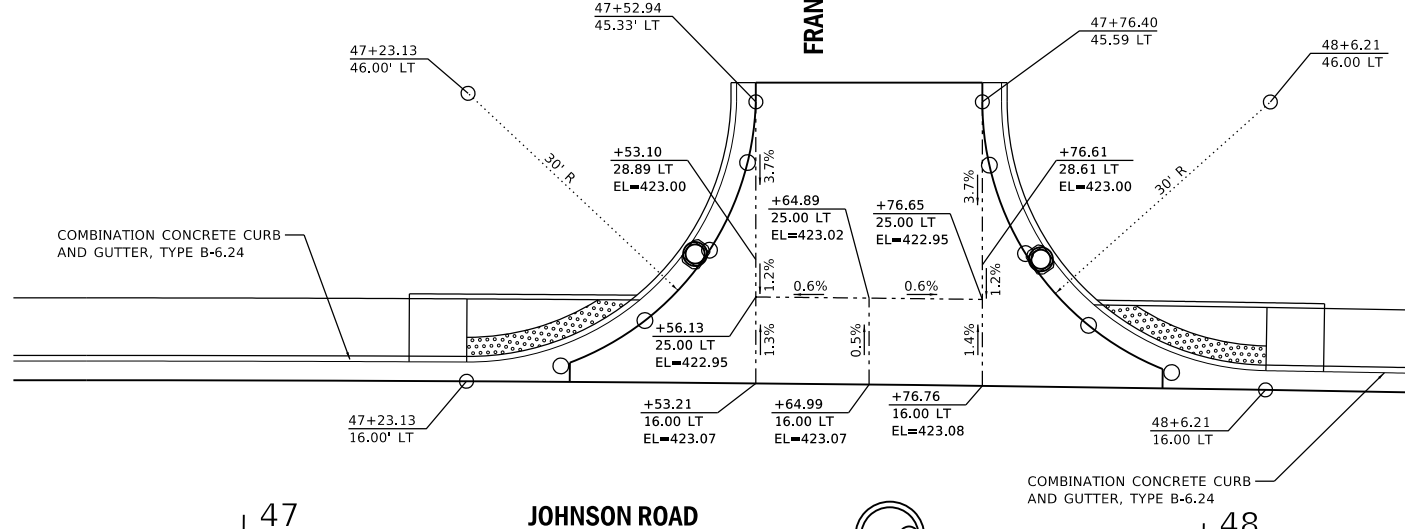 47+52.94
45.33' LT
FRAN
47+76.40
45.59 LT
47+23.13
46.00' LT
48+6.21
46.00 LT
30' R
30' R
+53.10
28.89 LT
EL=423.00
3.7%
3.7%
+76.61
28.61 LT
EL=423.00
+64.89
25.00 LT
EL=423.02
+76.65
25.00 LT
EL=422.95
COMBINATION CONCRETE CURB
AND GUTTER, TYPE B-6.24
1.2%
0.6%
0.6%
1.2%
+56.13
25.00 LT
EL=422.95
1.3%
0.5%
1.4%
47+23.13
16.00' LT
+53.21
16.00 LT
EL=423.07
+64.99
16.00 LT
EL=423.07
+76.76
16.00 LT
EL=423.08
48+6.21
16.00 LT
COMBINATION CONCRETE CURB
AND GUTTER, TYPE B-6.24
47
JOHNSON ROAD
48